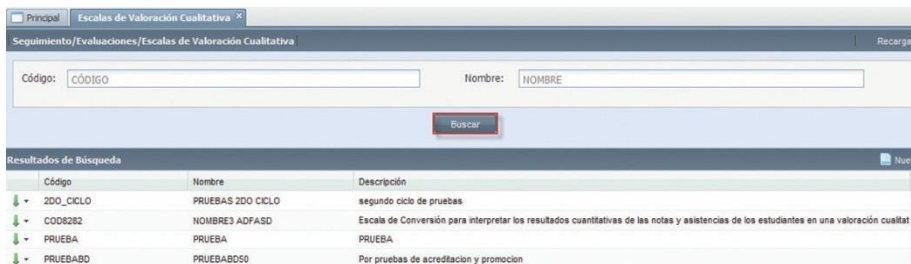 Principal Escalas de Valoración Cualitativa
Seguimiento/Evaluaciones/Escalas de Valoración Cualitativa Recarga
Código: CÓDIGO Nombre: NOMBRE
Buscar
Resultados de Búsqueda Nue
Código Nombre Descripción
2DO_CICLO PRUEBAS 2DO CICLO segundo ciclo de pruebas
COD8282 NOMBRE3 ADFASD Escala de Conversión para interpretar los resultados cuantitativas de las notas y asistencias de los estudiantes en una valoración cualitat
PRUEBA PRUEBA PRUEBA
PRUEBABD PRUEBABD50 Por pruebas de acreditacion y promocion